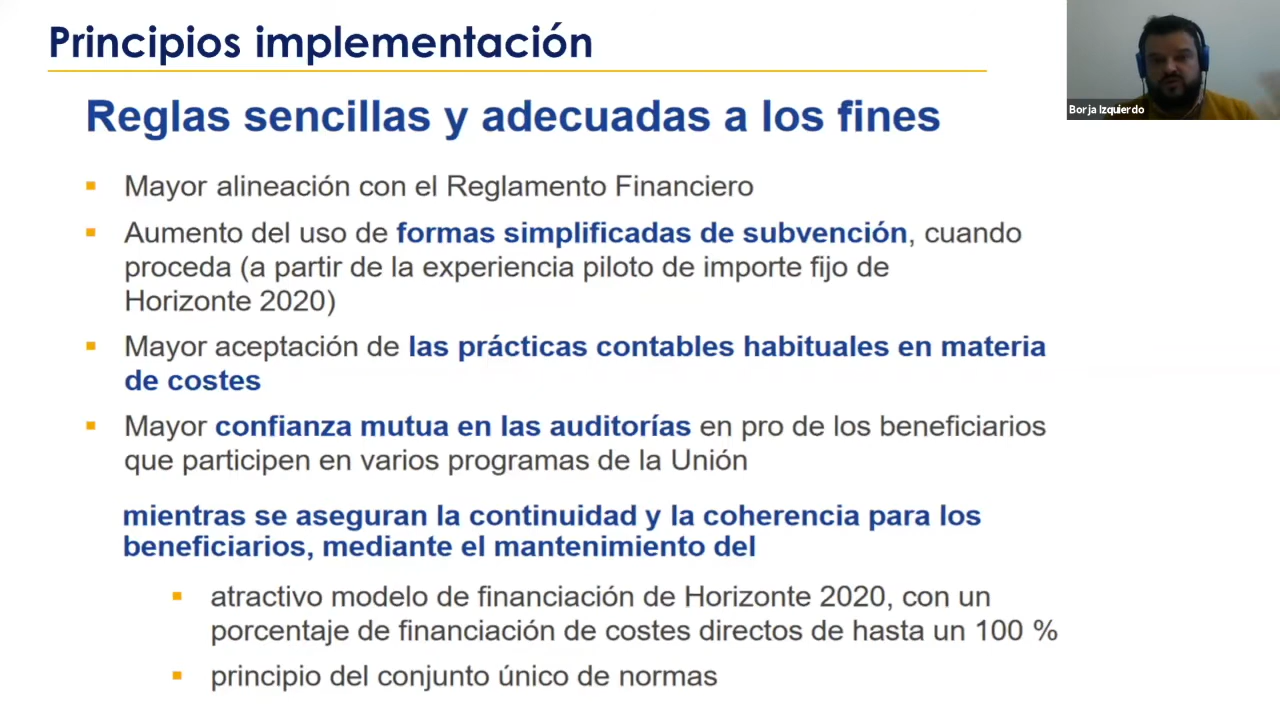 Principios implementación
Borja Izquierdo
Reglas sencillas y adecuadas a los fines
Mayor alineación con el Reglamento Financiero
Aumento del uso de formas simplificadas de subvención, cuando
proceda (a partir de la experiencia piloto de importe fijo de
Horizonte 2020)
Mayor aceptación de las prácticas contables habituales en materia
de costes
Mayor confianza mutua en las auditorías en pro de los beneficiarios
que participen en varios programas de la Unión
mientras se aseguran la continuidad y la coherencia para los
beneficiarios, mediante el mantenimiento del
atractivo modelo de financiación de Horizonte 2020, con un
porcentaje de financiación de costes directos de hasta un 100 %
principio del conjunto único de normas